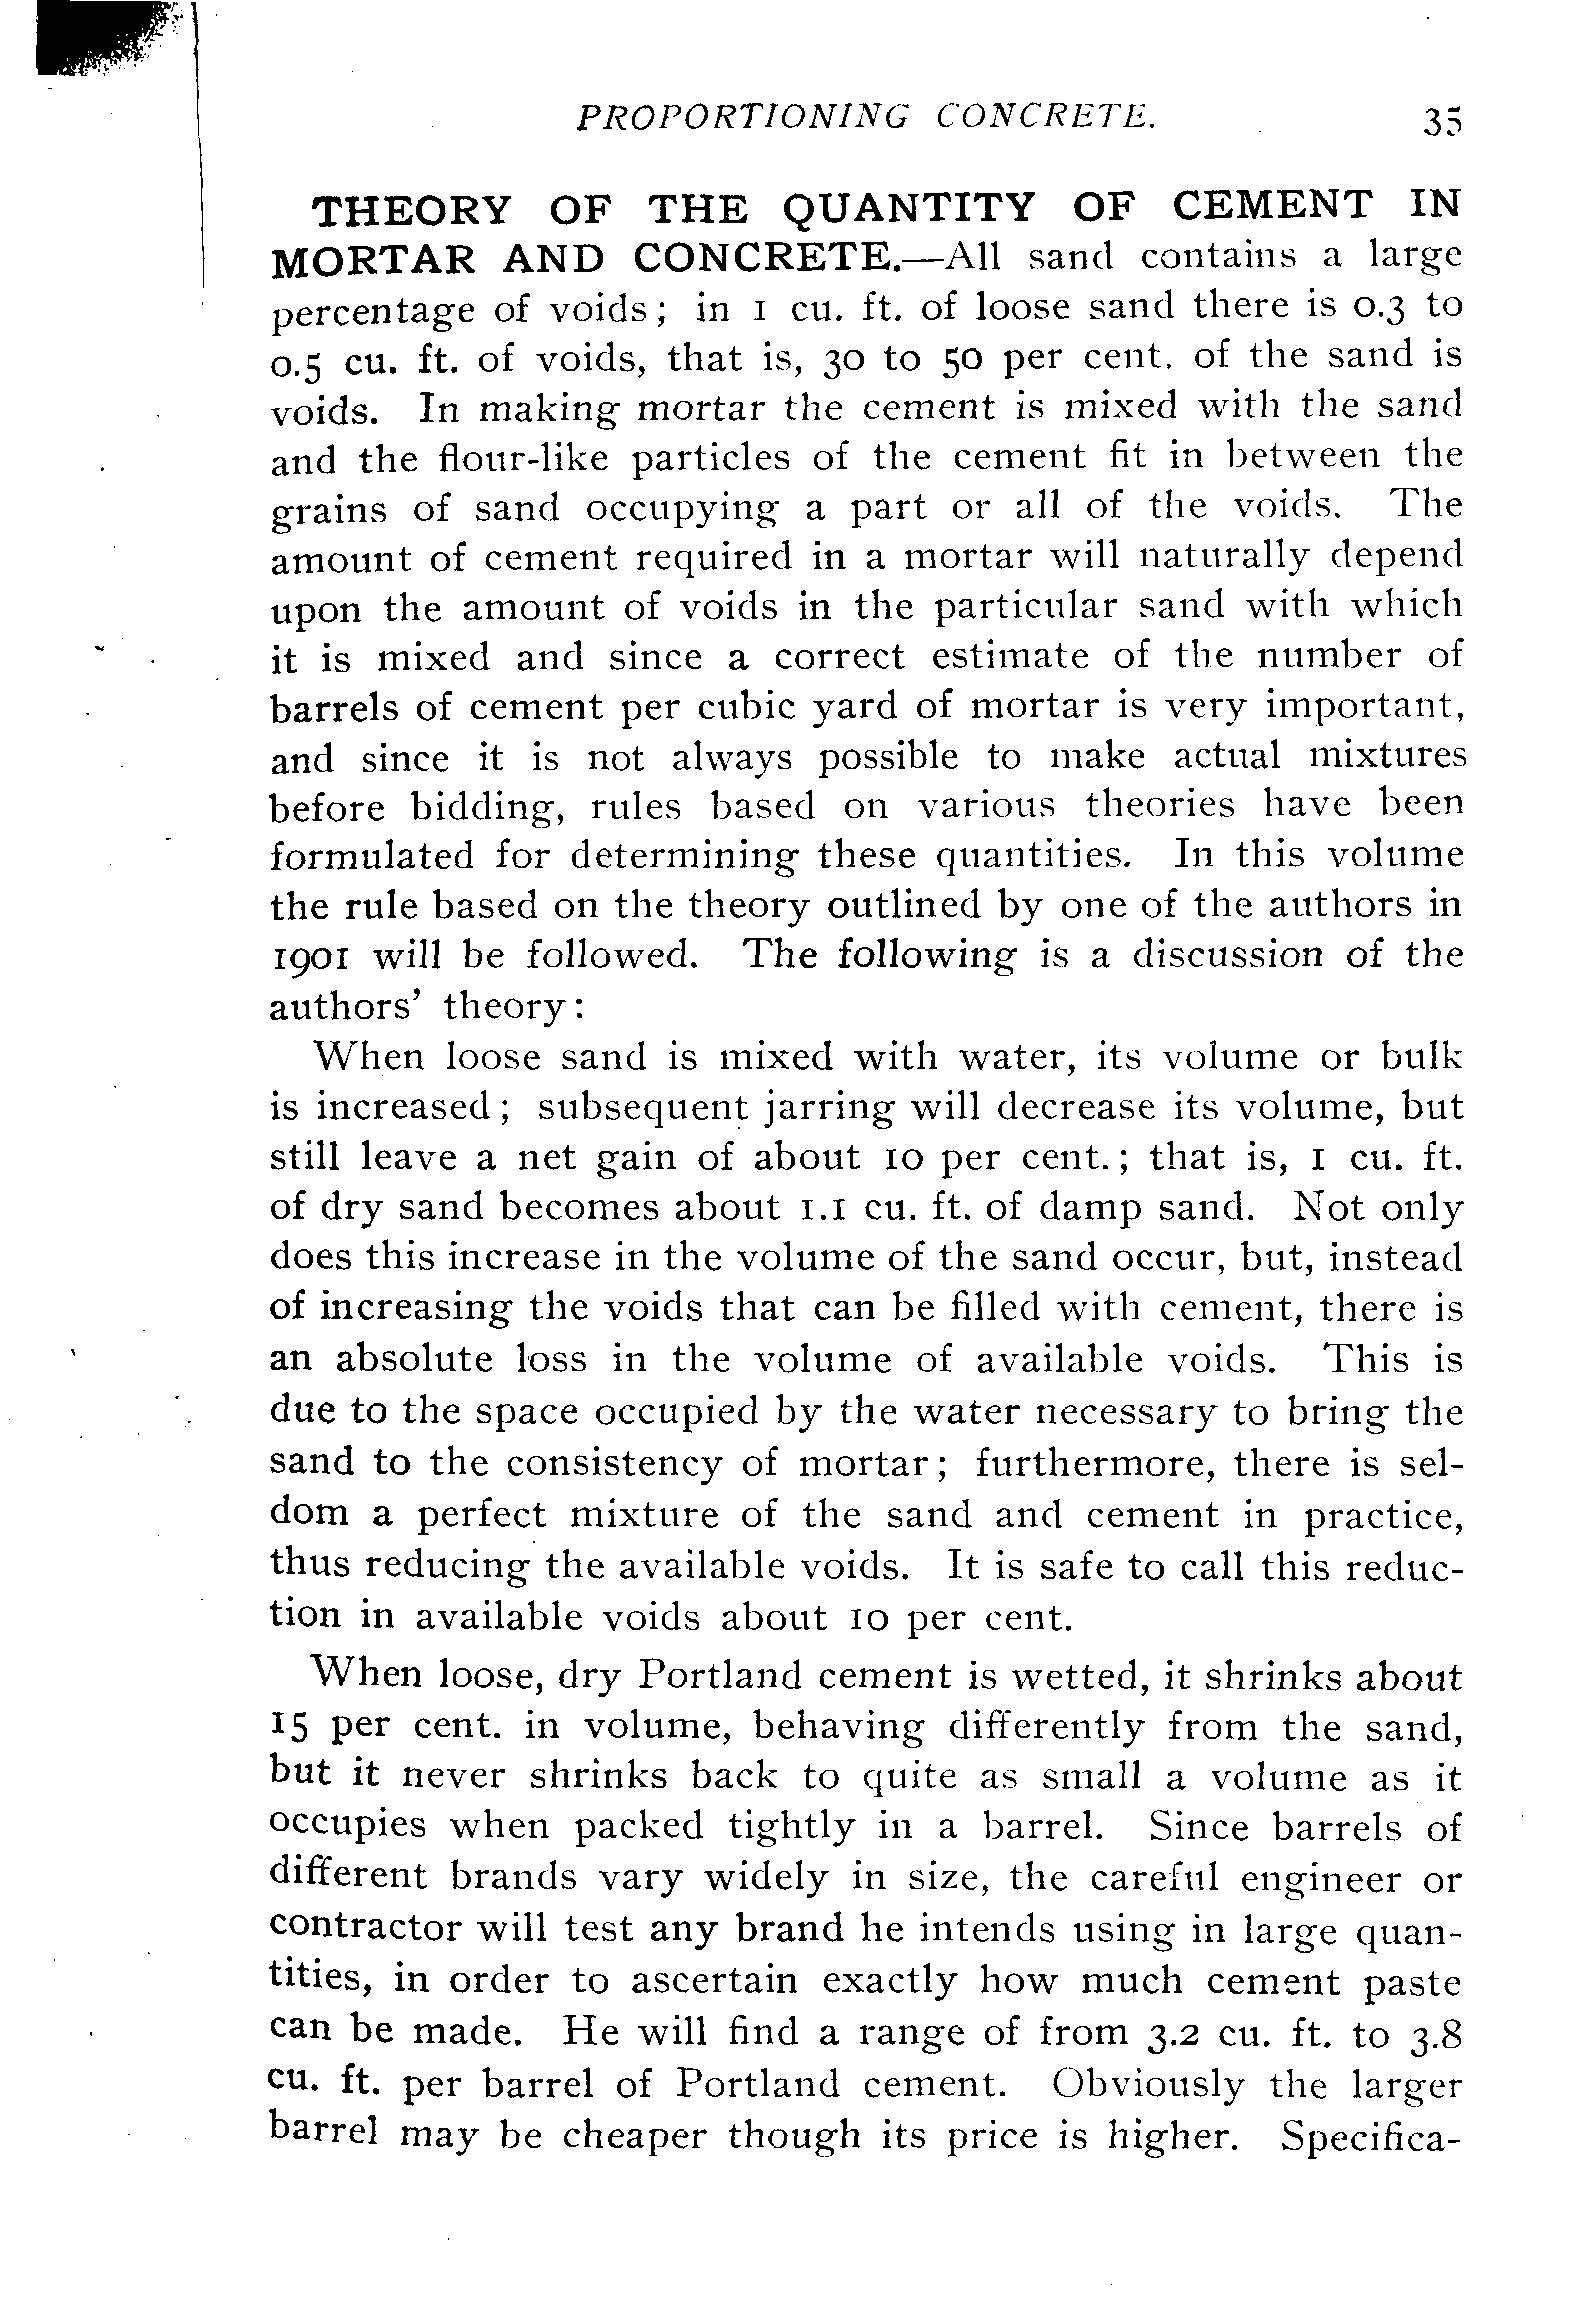 PROPORTIONING CONCRETE. 35
THEORY OF THE QUANTITY OF CEMENT IN
MORTAR AND CONCRETE.—All sand contains a large
percentage of voids; in 1 cu. ft. of loose sand there is 0.3 to
0.5 cu. ft. of voids, that is, 30 to 50 per cent. of the sand is
voids. In making mortar the cement is mixed with the sand
and the flour-like particles of the cement fit in between the
grains of sand occupying a part or all of the voids. The
amount of cement required in a mortar will naturally depend
upon the amount of voids in the particular sand with which
it is mixed and since a correct estimate of the number of
barrels of cement per cubic yard of mortar is very important,
and since it is not always possible to make actual mixtures
before bidding, rules based on various theories have been
formulated for determining these quantities. In this volume
the rule based on the theory outlined by one of the authors in
1901 will be followed. The following is a discussion of the
authors' theory:
When loose sand is mixed with water, its volume or bulk
is increased; subsequent jarring will decrease its volume, but
still leave a net gain of about 10 per cent.; that is, 1 cu. ft.
of dry sand becomes about 1.1 cu. ft. of damp sand. Not only
does this increase in the volume of the sand occur, but, instead
of increasing the voids that can be filled with cement, there is
an absolute loss in the volume of available voids. This is
due to the space occupied by the water necessary to bring the
sand to the consistency of mortar; furthermore, there is sel-
dom a perfect mixture of the sand and cement in practice,
thus reducing the available voids. It is safe to call this reduc-
tion in available voids about 10 per cent.
When loose, dry Portland cement is wetted, it shrinks about
15 per cent. in volume, behaving differently from the sand,
but it never shrinks back to quite as small a volume as it
occupies when packed tightly in a barrel. Since barrels of
different brands vary widely in size, the careful engineer or
contractor will test any brand he intends using in large quan-
tities, in order to ascertain exactly how much cement paste
can be made. He will find a range of from 3.2 cu. ft. to 3.8
cu. ft. per barrel of Portland cement. Obviously the larger
barrel may be cheaper though its price is higher. Specifica-